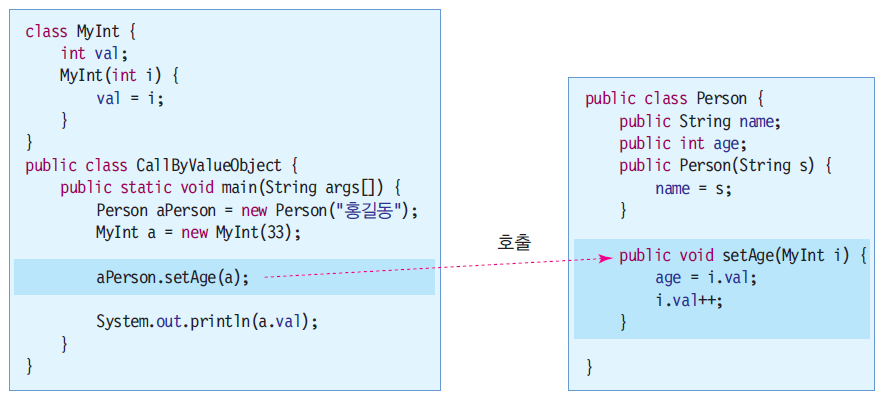 class MyInt {
int val;
MyInt(int i) {
val = i;
}
}
public class CallByValueObject {
public static void main(String args[]) {
Person aPerson = new Person("홍길동");
MyInt a = new MyInt(33);
aPerson.setAge(a);
System.out.println(a.val);
}
}
호출
public class Person {
public String name;
public int age;
public Person(String s) {
name = s;
}
public void setAge(MyInt i) {
age = i.val;
i.val++;
}
}